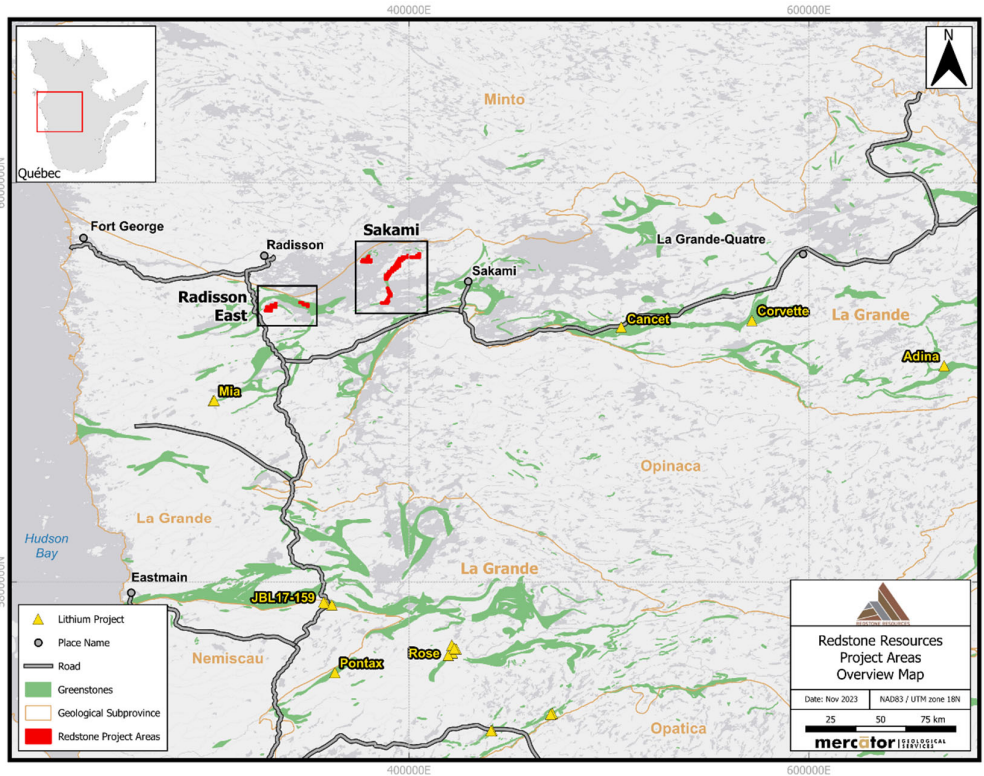 400000E
600000E
6000000N
Québec
N
Minto
Fort George
Radisson
Sakami
Sakami
La Grande-Quatre
Radisson
East
Cancet
Corvette
La Grande
Adina
Mia
Opinaca
La Grande
Hudson
Bay
La Grande
Eastmain
5800000N
JBL17-159
Nemiscau
Pontax
Rose
Opatica
Lithium Project
Place Name
Road
Greenstones
Geological Subprovince
Redstone Project Areas
REDSTONE RESOURCES
Redstone Resources
Project Areas
Overview Map
Date: Nov 2023
NAD83 / UTM zone 18N
25 50 75 km
mercător GEOLOGICAL
SERVICES
400000E
600000E